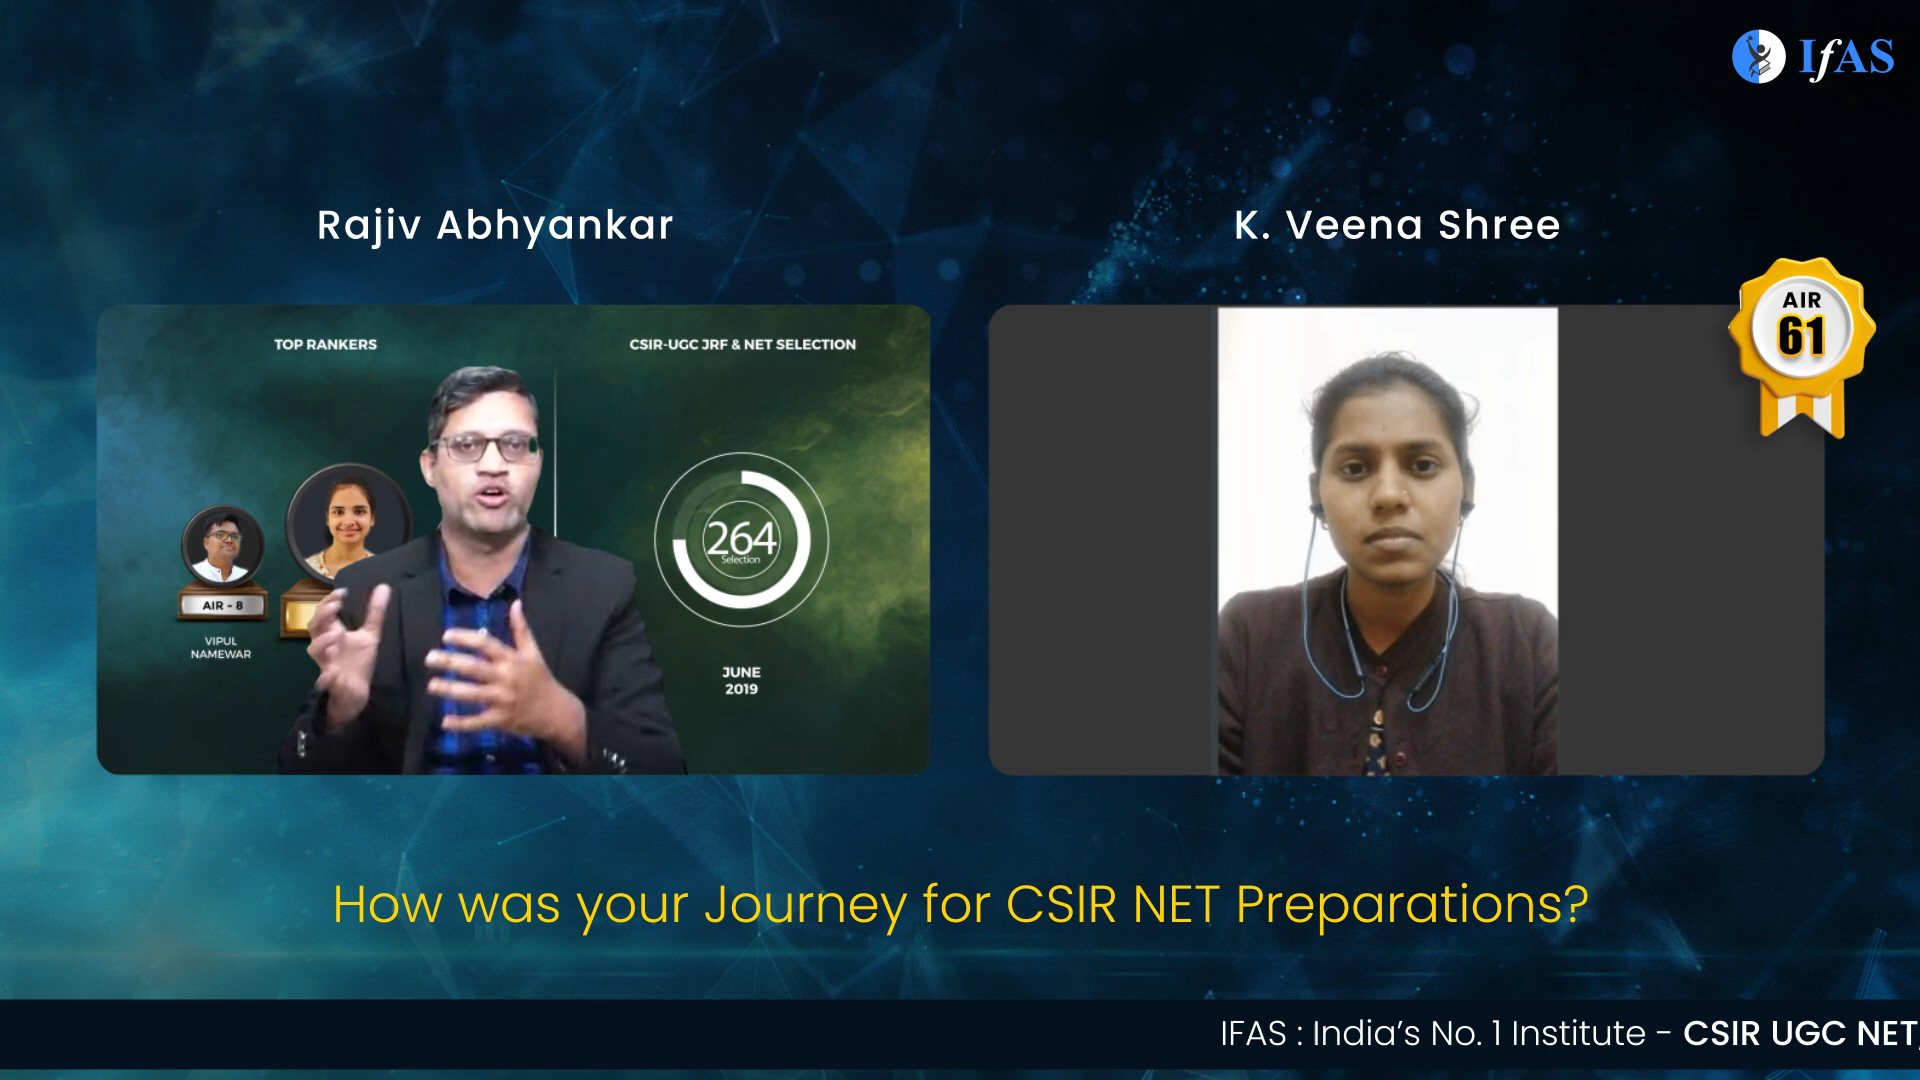 IfAS
Rajiv Abhyankar
K. Veena Shree
AIR
61
TOP RANKERS
CSIR-UGC JRF & NET SELECTION
264
Selection
AIR - 8
VIPUL
NAMEWAR
JUNE
2019
How was your Journey for CSIR NET Preparations?
IFAS : India’s No. 1 Institute - CSIR UGC NET,